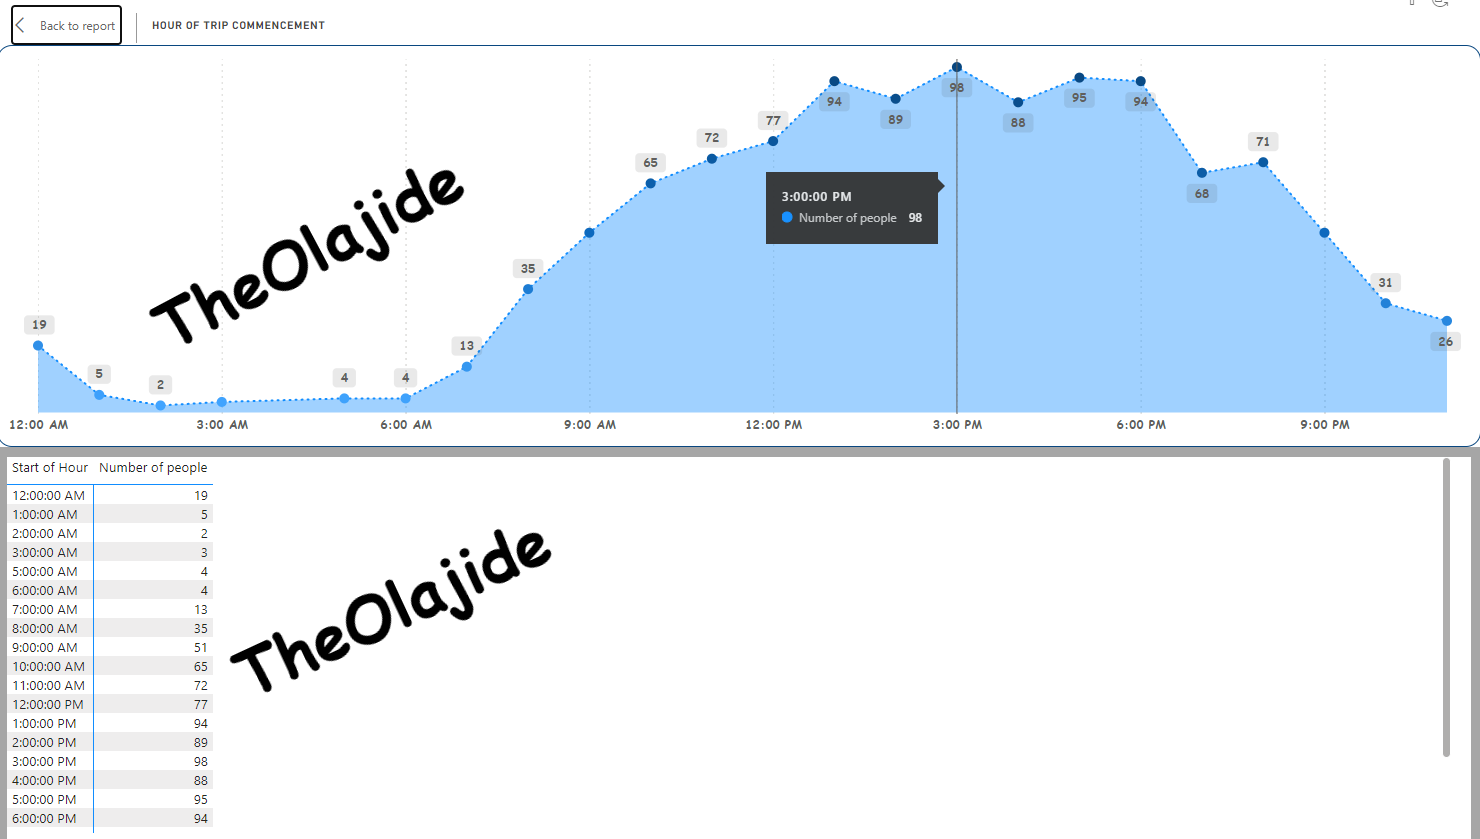 Back to report
HOUR OF TRIP COMMENCEMENT
94
89
98
88
95
94
77
72
71
65
68
3:00:00 PM
Number of people 98
TheOlajide
35
31
19
13
26
5
2
4
4
12:00 AM 3:00 AM 6:00 AM 9:00 AM 12:00 PM 3:00 PM 6:00 PM 9:00 PM
Start of Hour Number of people
12:00:00 AM 19
1:00:00 AM 5
2:00:00 AM 2
3:00:00 AM 3
5:00:00 AM 4
6:00:00 AM 4
7:00:00 AM 13
8:00:00 AM 35
9:00:00 AM 51
10:00:00 AM 65
11:00:00 AM 72
12:00:00 PM 77
1:00:00 PM 94
2:00:00 PM 89
3:00:00 PM 98
4:00:00 PM 88
5:00:00 PM 95
6:00:00 PM 94
TheOlajide